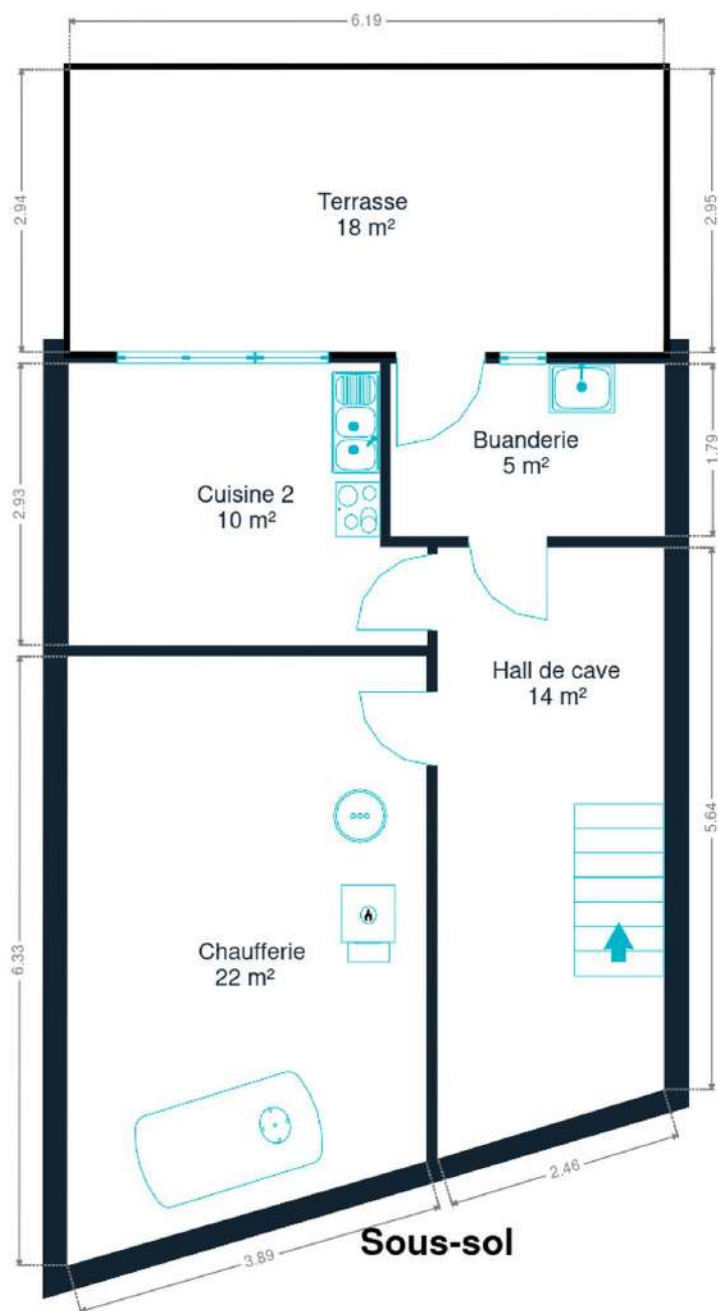 6.19
2.94
2.95
Terrasse
18 m²
Buanderie
5 m²
1.79
2.93
Cuisine 2
10 m²
Hall de cave
14 m²
5.64
6.33
Chaufferie
22 m²
2.46
3.89
Sous-sol